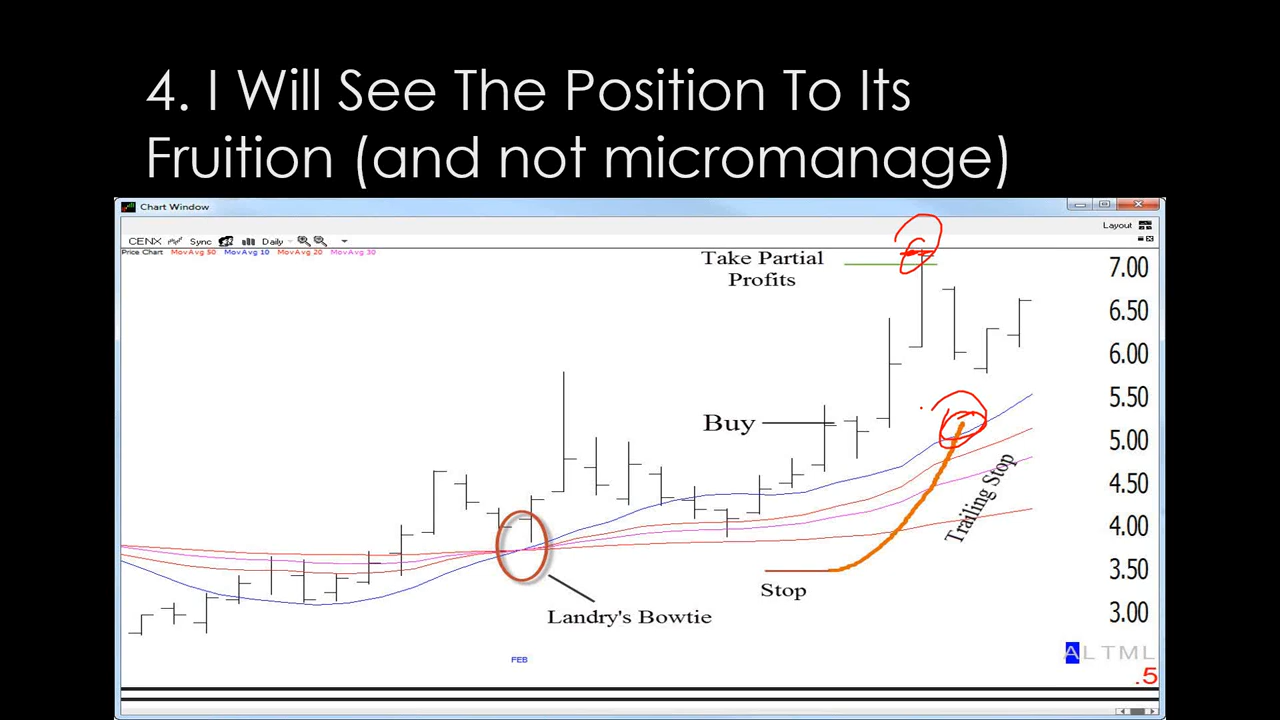 4. I Will See The Position To Its
Fruition (and not micromanage)
Chart Window
Layout
CENX Sync Daily
Price Chart MovAvg 50 MovAvg 10 MovAvg 20 MovAvg 30
Take Partial
Profits
7.00
6.50
6.00
5.50
Buy
5.00
4.50
Trailing Stop
4.00
3.50
Stop
Landry's Bowtie
3.00
FEB
A L T M L
.5